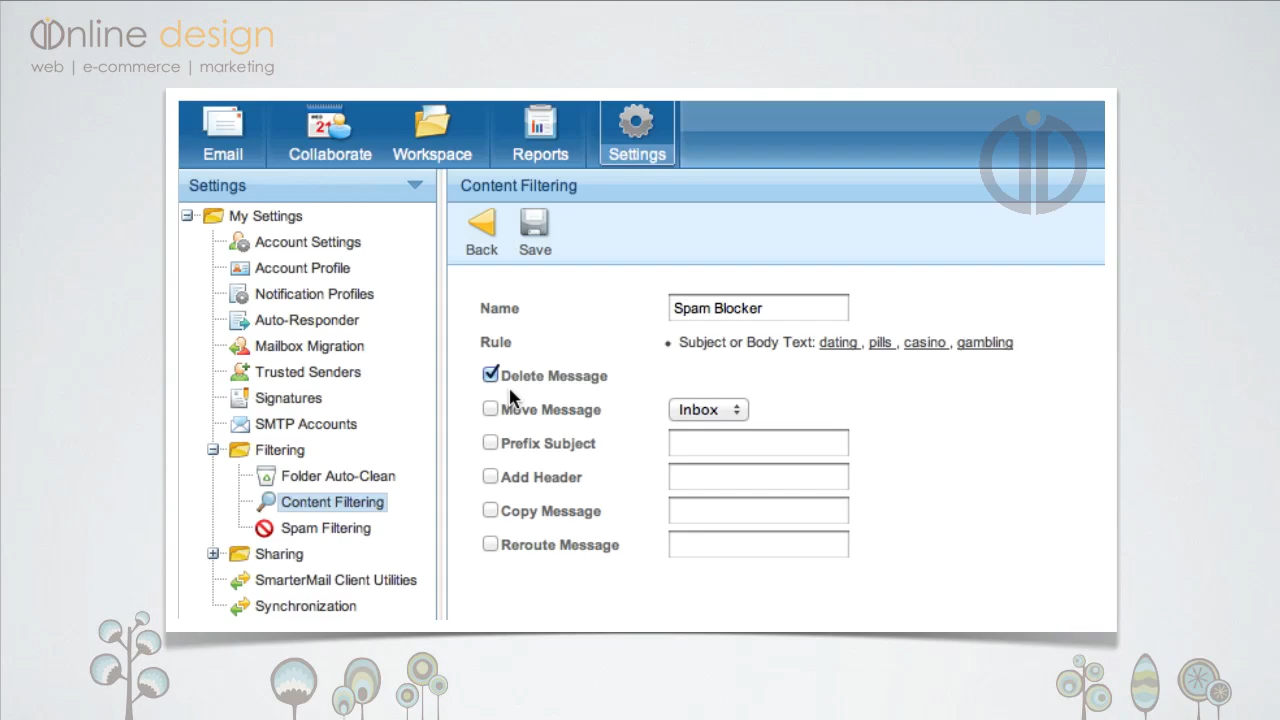 Online design
web | e-commerce | marketing
Email
Collaborate
Workspace
Reports
Settings
Settings
Content Filtering
My Settings
Account Settings
Account Profile
Notification Profiles
Auto-Responder
Mailbox Migration
Trusted Senders
Signatures
SMTP Accounts
Filtering
Folder Auto-Clean
Content Filtering
Spam Filtering
Sharing
SmarterMail Client Utilities
Synchronization
Back
Save
Name
Spam Blocker
Rule
• Subject or Body Text: dating , pills , casino , gambling
Delete Message
Move Message
Inbox
Prefix Subject
Add Header
Copy Message
Reroute Message